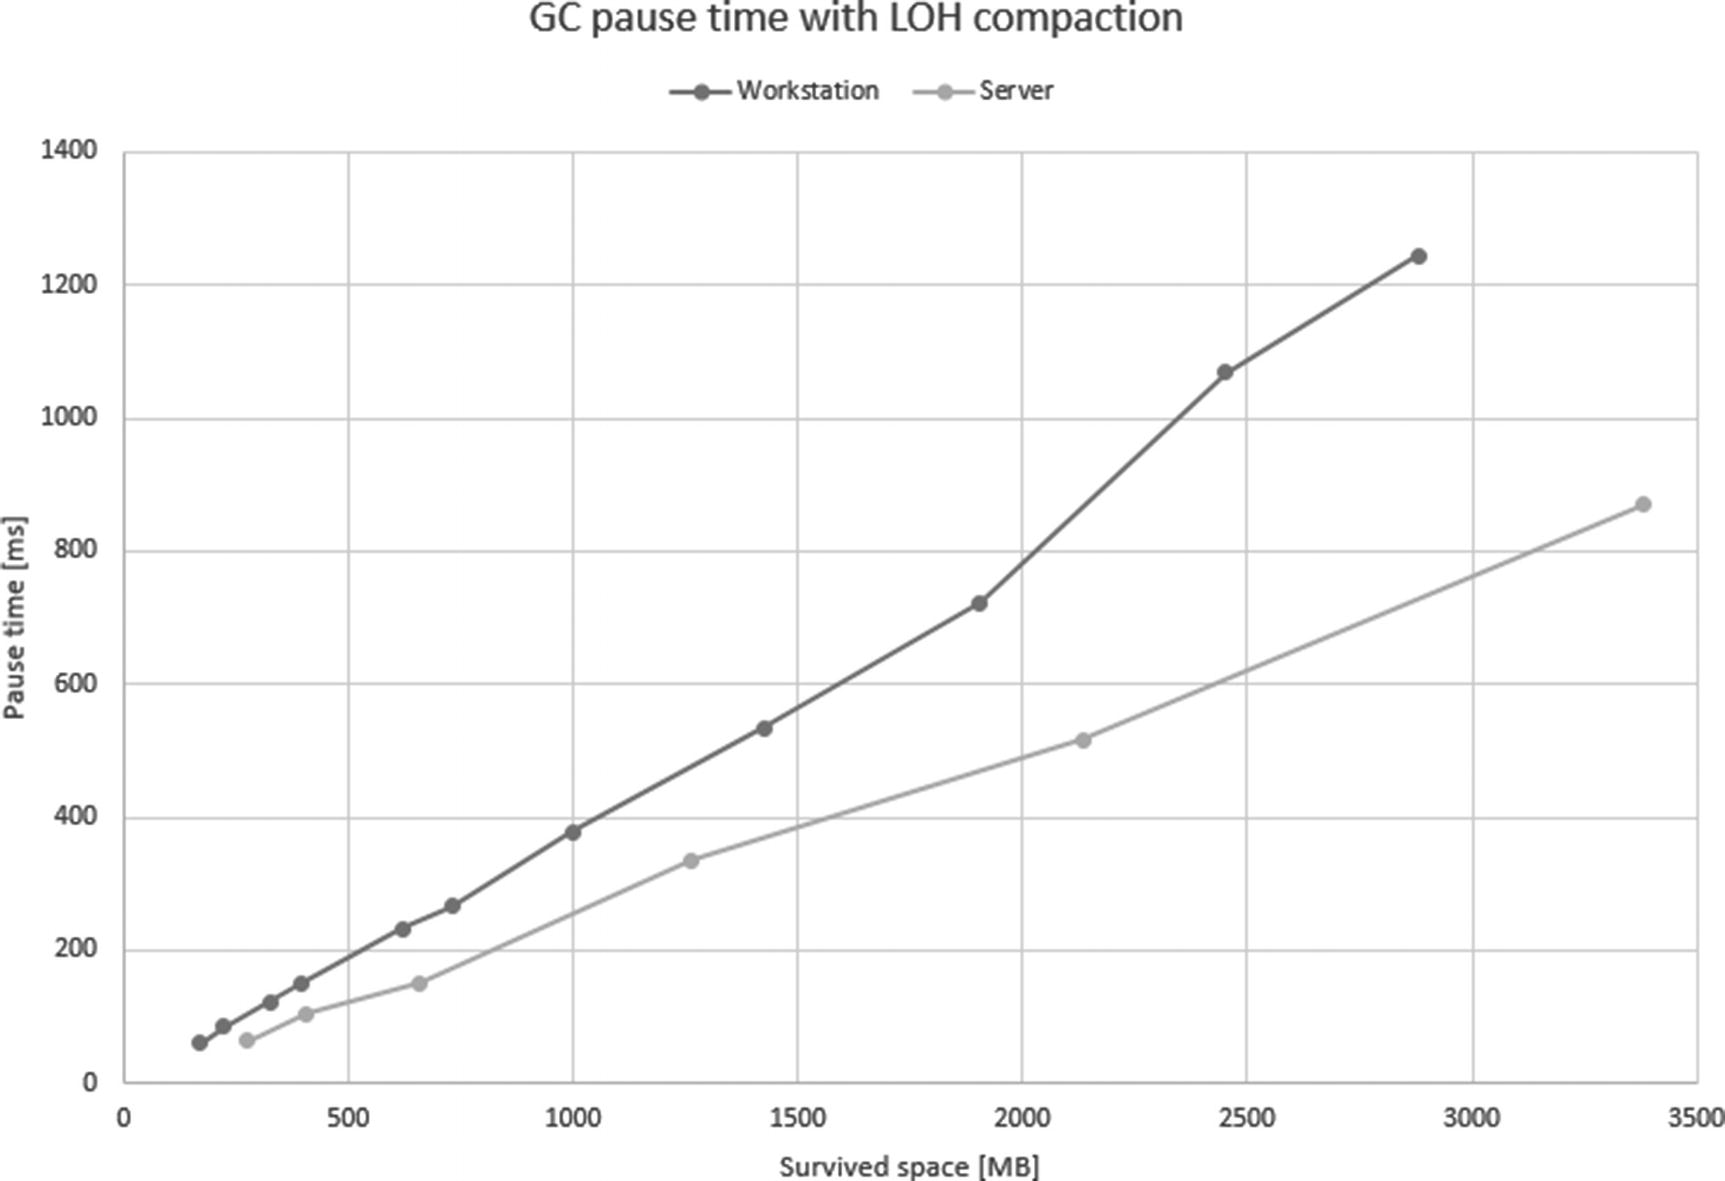 GC pause time with LOH compaction
Workstation Server
1400
1200
1000
800
600
400
200
0
Pause time [ms]
0 500 1000 1500 2000 2500 3000 3500
Survived space [MB]